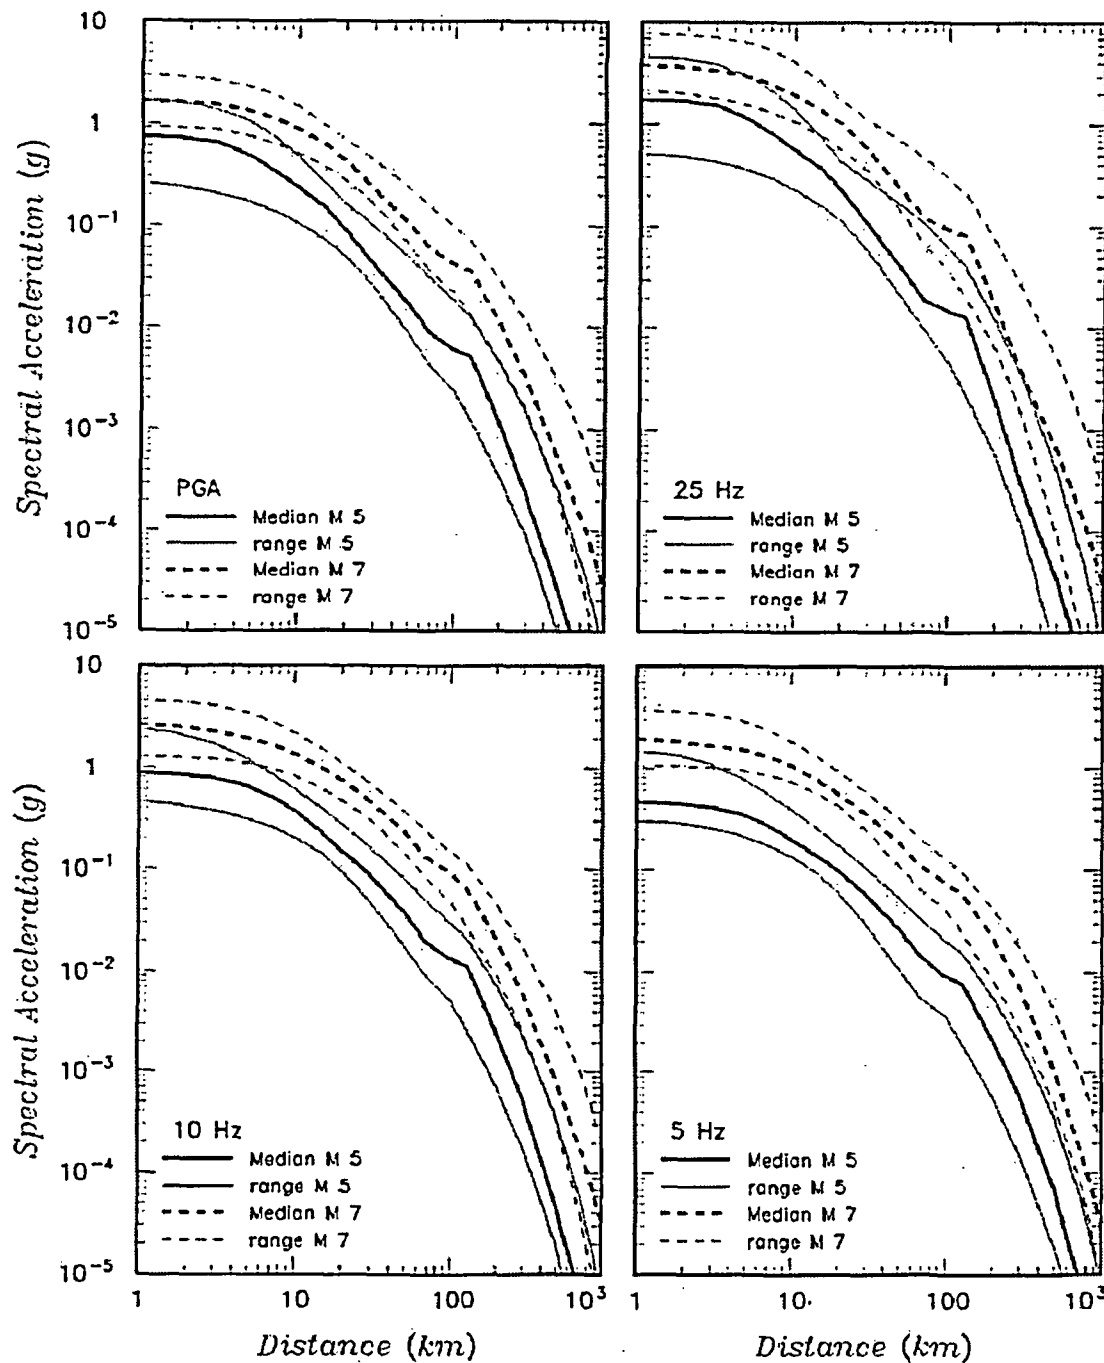 10
1
10⁻¹
10⁻²
10⁻³
10⁻⁴
10⁻⁵
Spectral Acceleration (g)
PGA
Median M 5
range M 5
Median M 7
range M 7
25 Hz
Median M 5
range M 5
Median M 7
range M 7
10
1
10⁻¹
10⁻²
10⁻³
10⁻⁴
10⁻⁵
Spectral Acceleration (g)
10 Hz
Median M 5
range M 5
Median M 7
range M 7
5 Hz
Median M 5
range M 5
Median M 7
range M 7
1 10 100 10³
1 10 100 10³
Distance (km)
Distance (km)